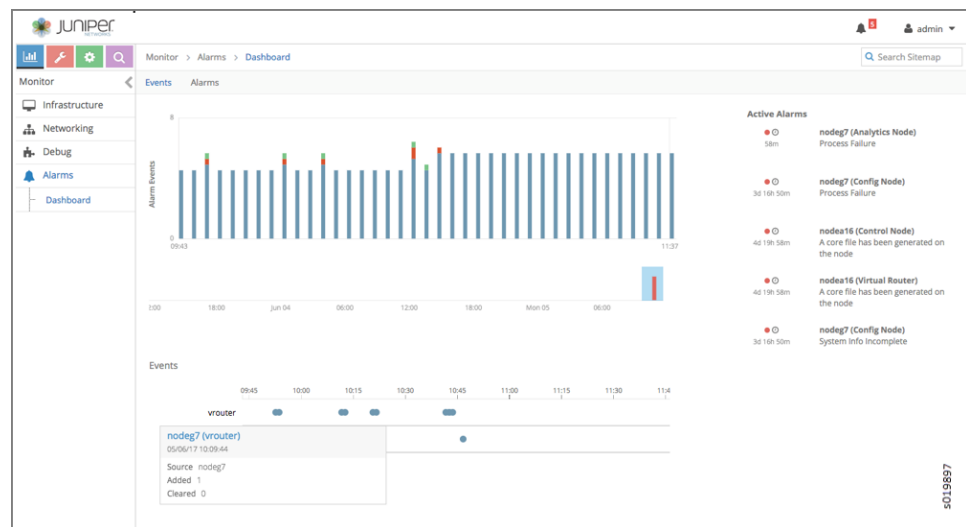 JUNIPER
NETWORKS
5
admin
Monitor > Alarms > Dashboard
Search Sitemap
Monitor
Events Alarms
Infrastructure
Networking
Debug
Alarms
Dashboard
8
Alarm Events
0
09:43
11:37
18:00 Jun 04 06:00 12:00 18:00 Mon 05 06:00
Active Alarms
nodeg7 (Analytics Node)
58m Process Failure
nodeg7 (Config Node)
3d 16h 50m Process Failure
nodea16 (Control Node)
4d 19h 58m A core file has been generated on
the node
nodea16 (Virtual Router)
4d 19h 58m A core file has been generated on
the node
nodeg7 (Config Node)
3d 16h 50m System Info Incomplete
Events
09:45 10:00 10:15 10:30 10:45 11:00 11:15 11:30 11:4
vrouter
nodeg7 (vrouter)
05/06/17 10:09:44
Source nodeg7
Added 1
Cleared 0
s019897